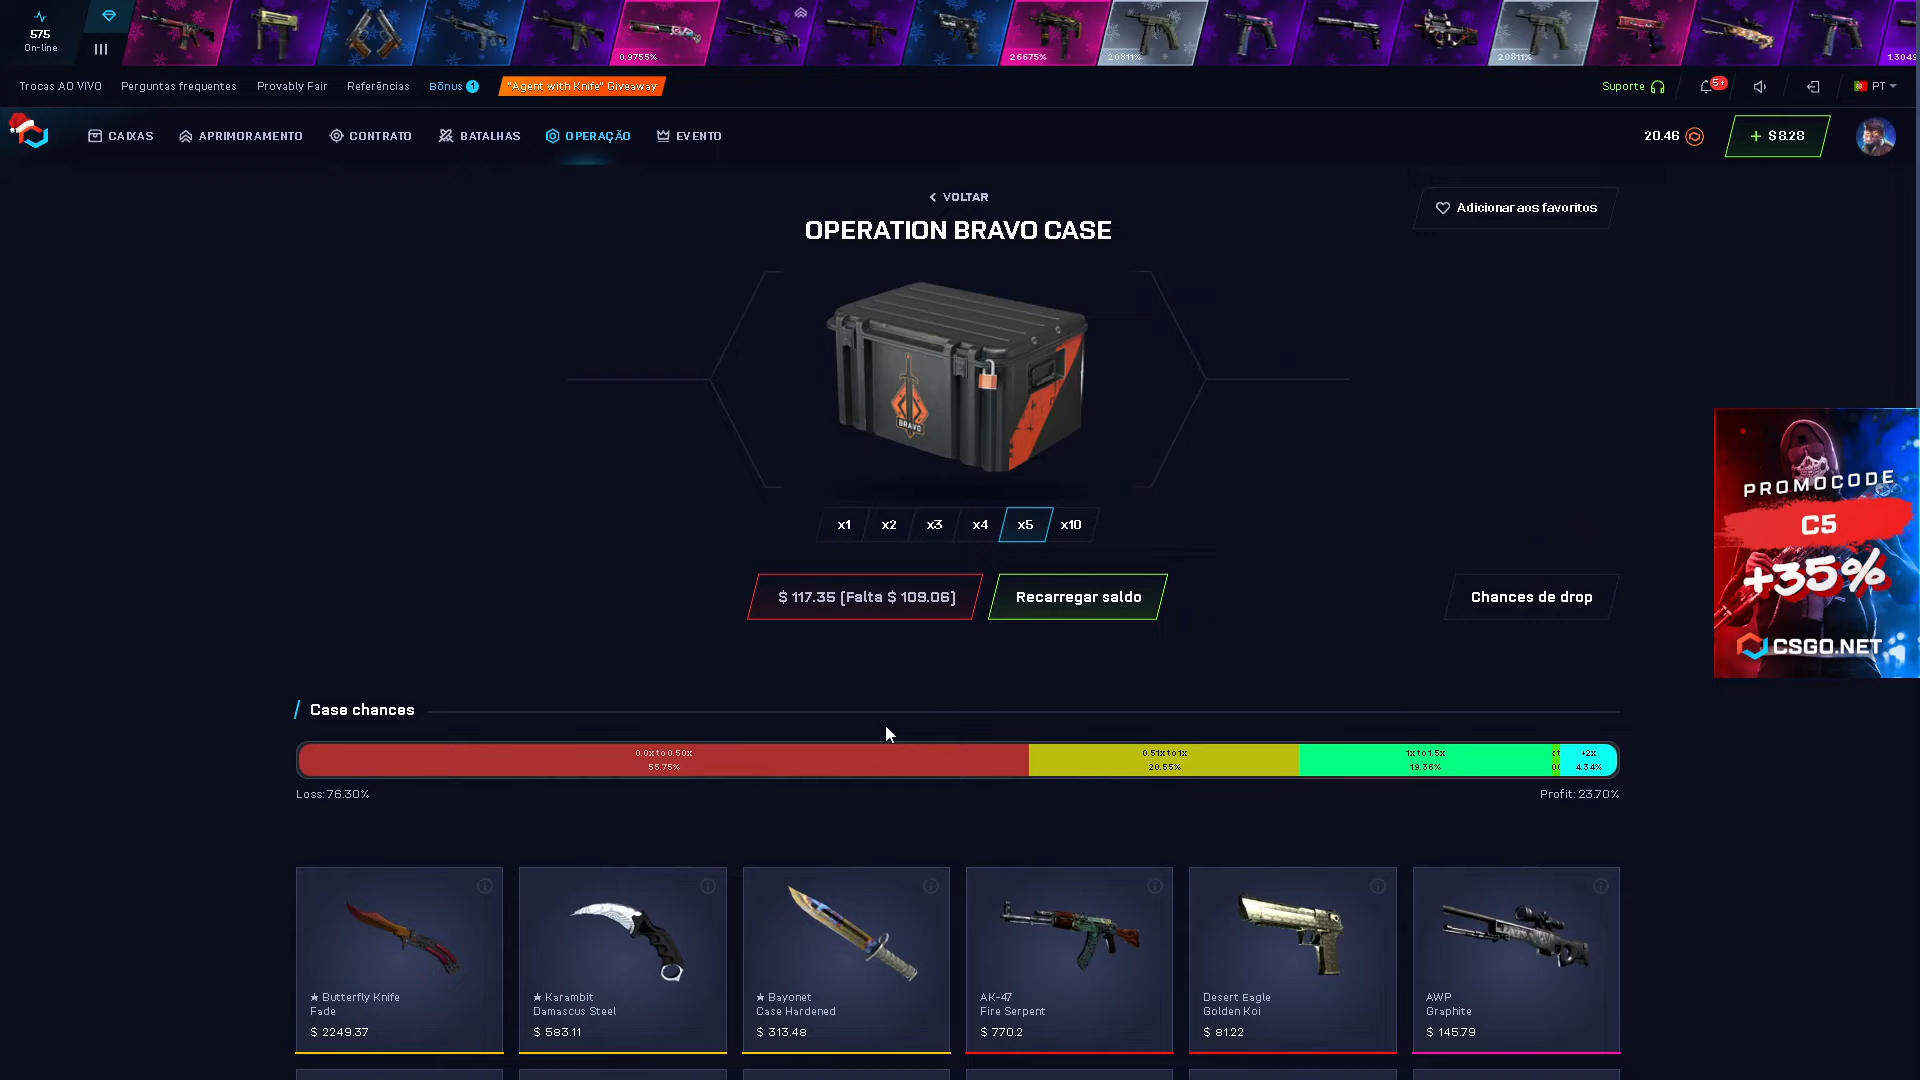 575
On-line
0.9755%
2.6675%
2.0811%
2.0811%
1.3049
Trocas AO VIVO
Perguntas frequentes
Provably Fair
Referências
Bônus 1
"Agent with Knife" Giveaway
Suporte
5+
PT
CAIXAS
APRIMORAMENTO
CONTRATO
BATALHAS
OPERAÇÃO
EVENTO
20.46
+ $ 8.28
VOLTAR
Adicionar aos favoritos
OPERATION BRAVO CASE
BRAVO
PROMOCODE
C5
+35%
CSGO.NET
x1
x2
x3
x4
x5
x10
$ 117.35 [Falta $ 109.06]
Recarregar saldo
Chances de drop
Case chances
0.0x to 0.50x
55.75%
0.51x to 1x
20.55%
1x to 1.5x
19.36%
+2x
4.34%
Loss: 76.30%
Profit: 23.70%
★ Butterfly Knife
Fade
$ 2249.37
★ Karambit
Damascus Steel
$ 583.11
★ Bayonet
Case Hardened
$ 313.48
AK-47
Fire Serpent
$ 770.2
Desert Eagle
Golden Koi
$ 81.22
AWP
Graphite
$ 145.79